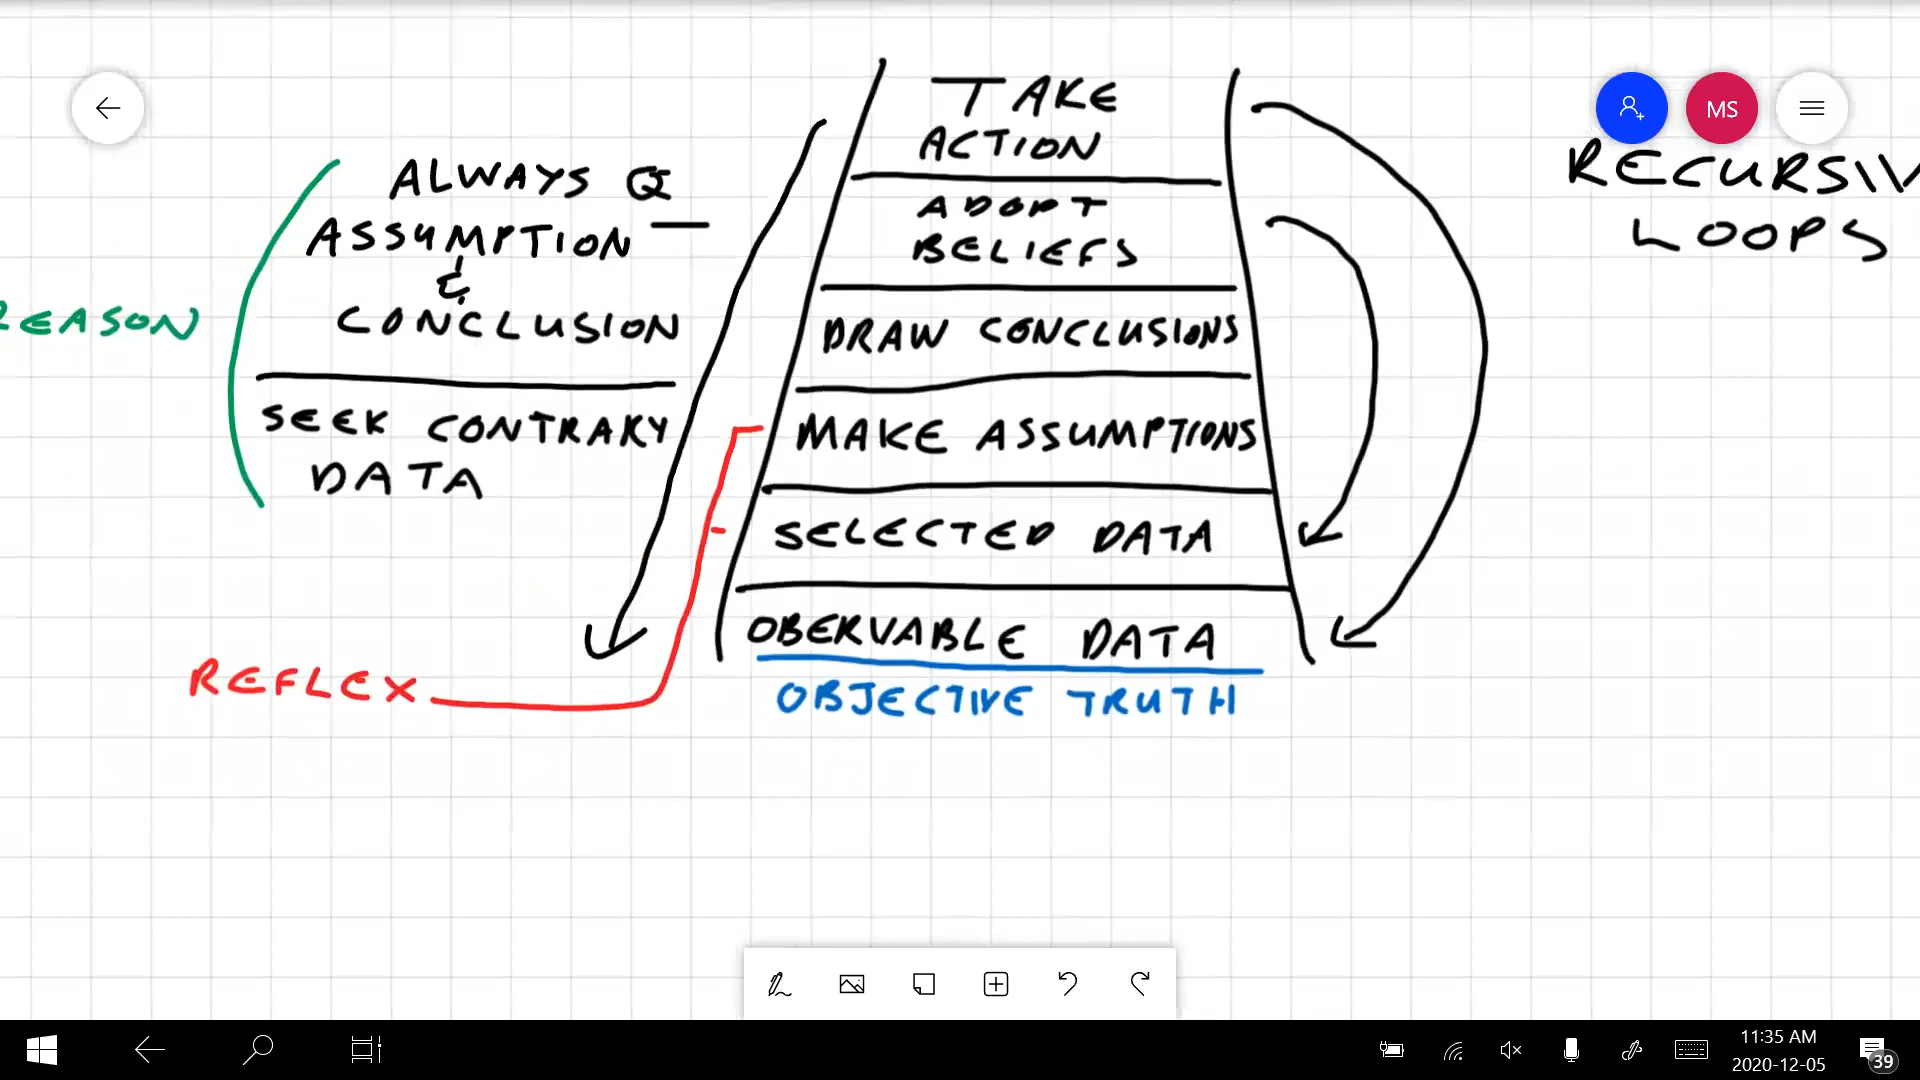 TAKE
ACTION
ADOPT
BELIEFS
DRAW CONCLUSIONS
MAKE ASSUMPTIONS
SELECTED DATA
OBERVABLE DATA
OBJECTIVE TRUTH
ALWAYS Q
ASSUMPTION
&
CONCLUSION
SEEK CONTRARY
DATA
REASON
REFLEX
RECURSIV
LOOPS
MS
11:35 AM
2020-12-05
39